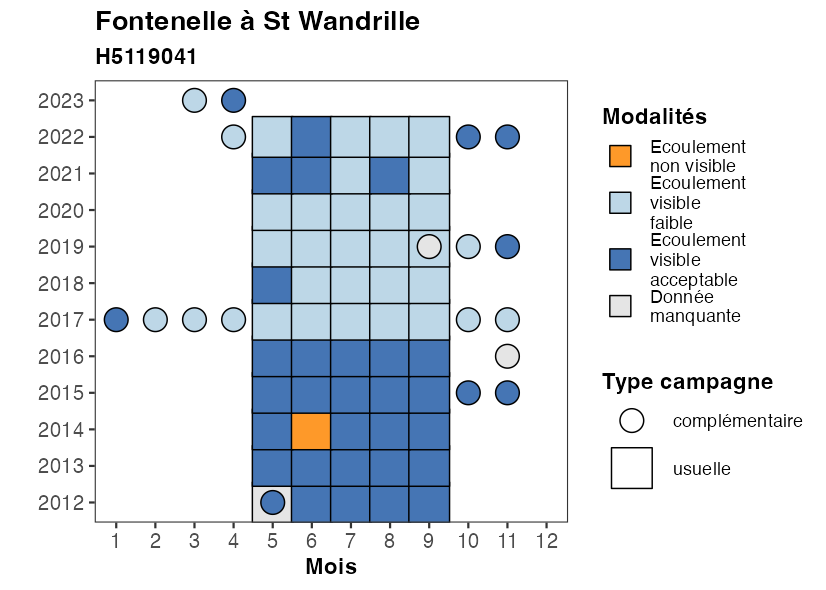 Fontenelle à St Wandrille
H5119041
2023
2022
2021
2020
2019
2018
2017
2016
2015
2014
2013
2012
1 2 3 4 5 6 7 8 9 10 11 12
Mois
Modalités
Ecoulement
non visible
Ecoulement
visible
faible
Ecoulement
visible
acceptable
Donnée
manquante
Type campagne
complémentaire
usuelle